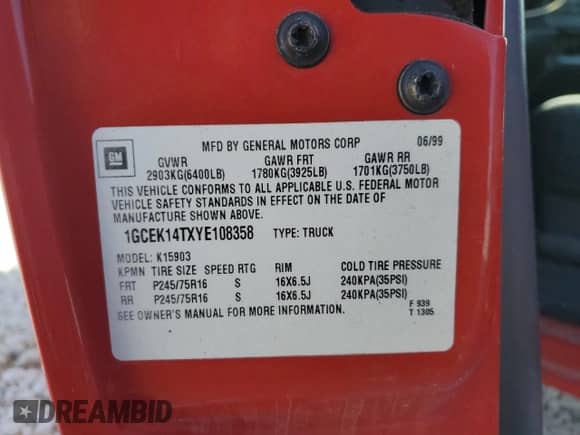 GM
MFD BY GENERAL MOTORS CORP 06/99
GVWR GAWR FRT GAWR RR
2903KG(6400LB) 1780KG(3925LB) 1701KG(3750LB)
THIS VEHICLE CONFORMS TO ALL APPLICABLE U.S. FEDERAL MOTOR
VEHICLE SAFETY STANDARDS IN EFFECT ON THE DATE OF
MANUFACTURE SHOWN ABOVE.
1GCEK14TXYE108358 TYPE: TRUCK
MODEL: K15903
KPMN TIRE SIZE SPEED RTG RIM COLD TIRE PRESSURE
FRT P245/75R16 S 16X6.5J 240KPA(35PSI)
RR P245/75R16 S 16X6.5J 240KPA(35PSI)
SEE OWNER'S MANUAL FOR MORE INFORMATION.
F 939
T 1305
DREAMBID